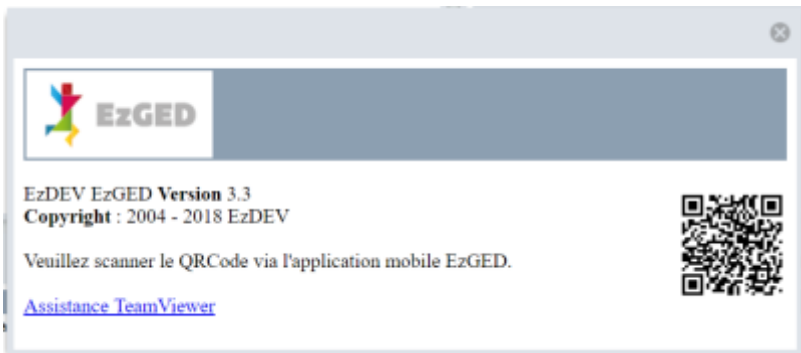 EzGED
EzDEV EzGED Version 3.3
Copyright : 2004 - 2018 EzDEV
Veuillez scanner le QRCode via l'application mobile EzGED.
Assistance TeamViewer